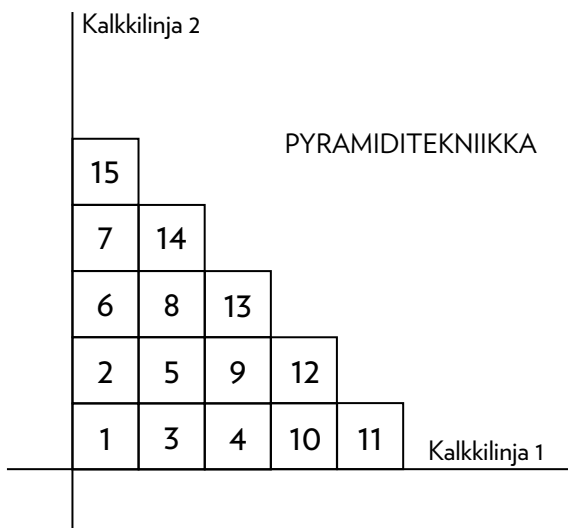 Kalkkilinja 2
PYRAMIDITEKNIIKKA
15
7 14
6 8 13
2 5 9 12
1 3 4 10 11
Kalkkilinja 1